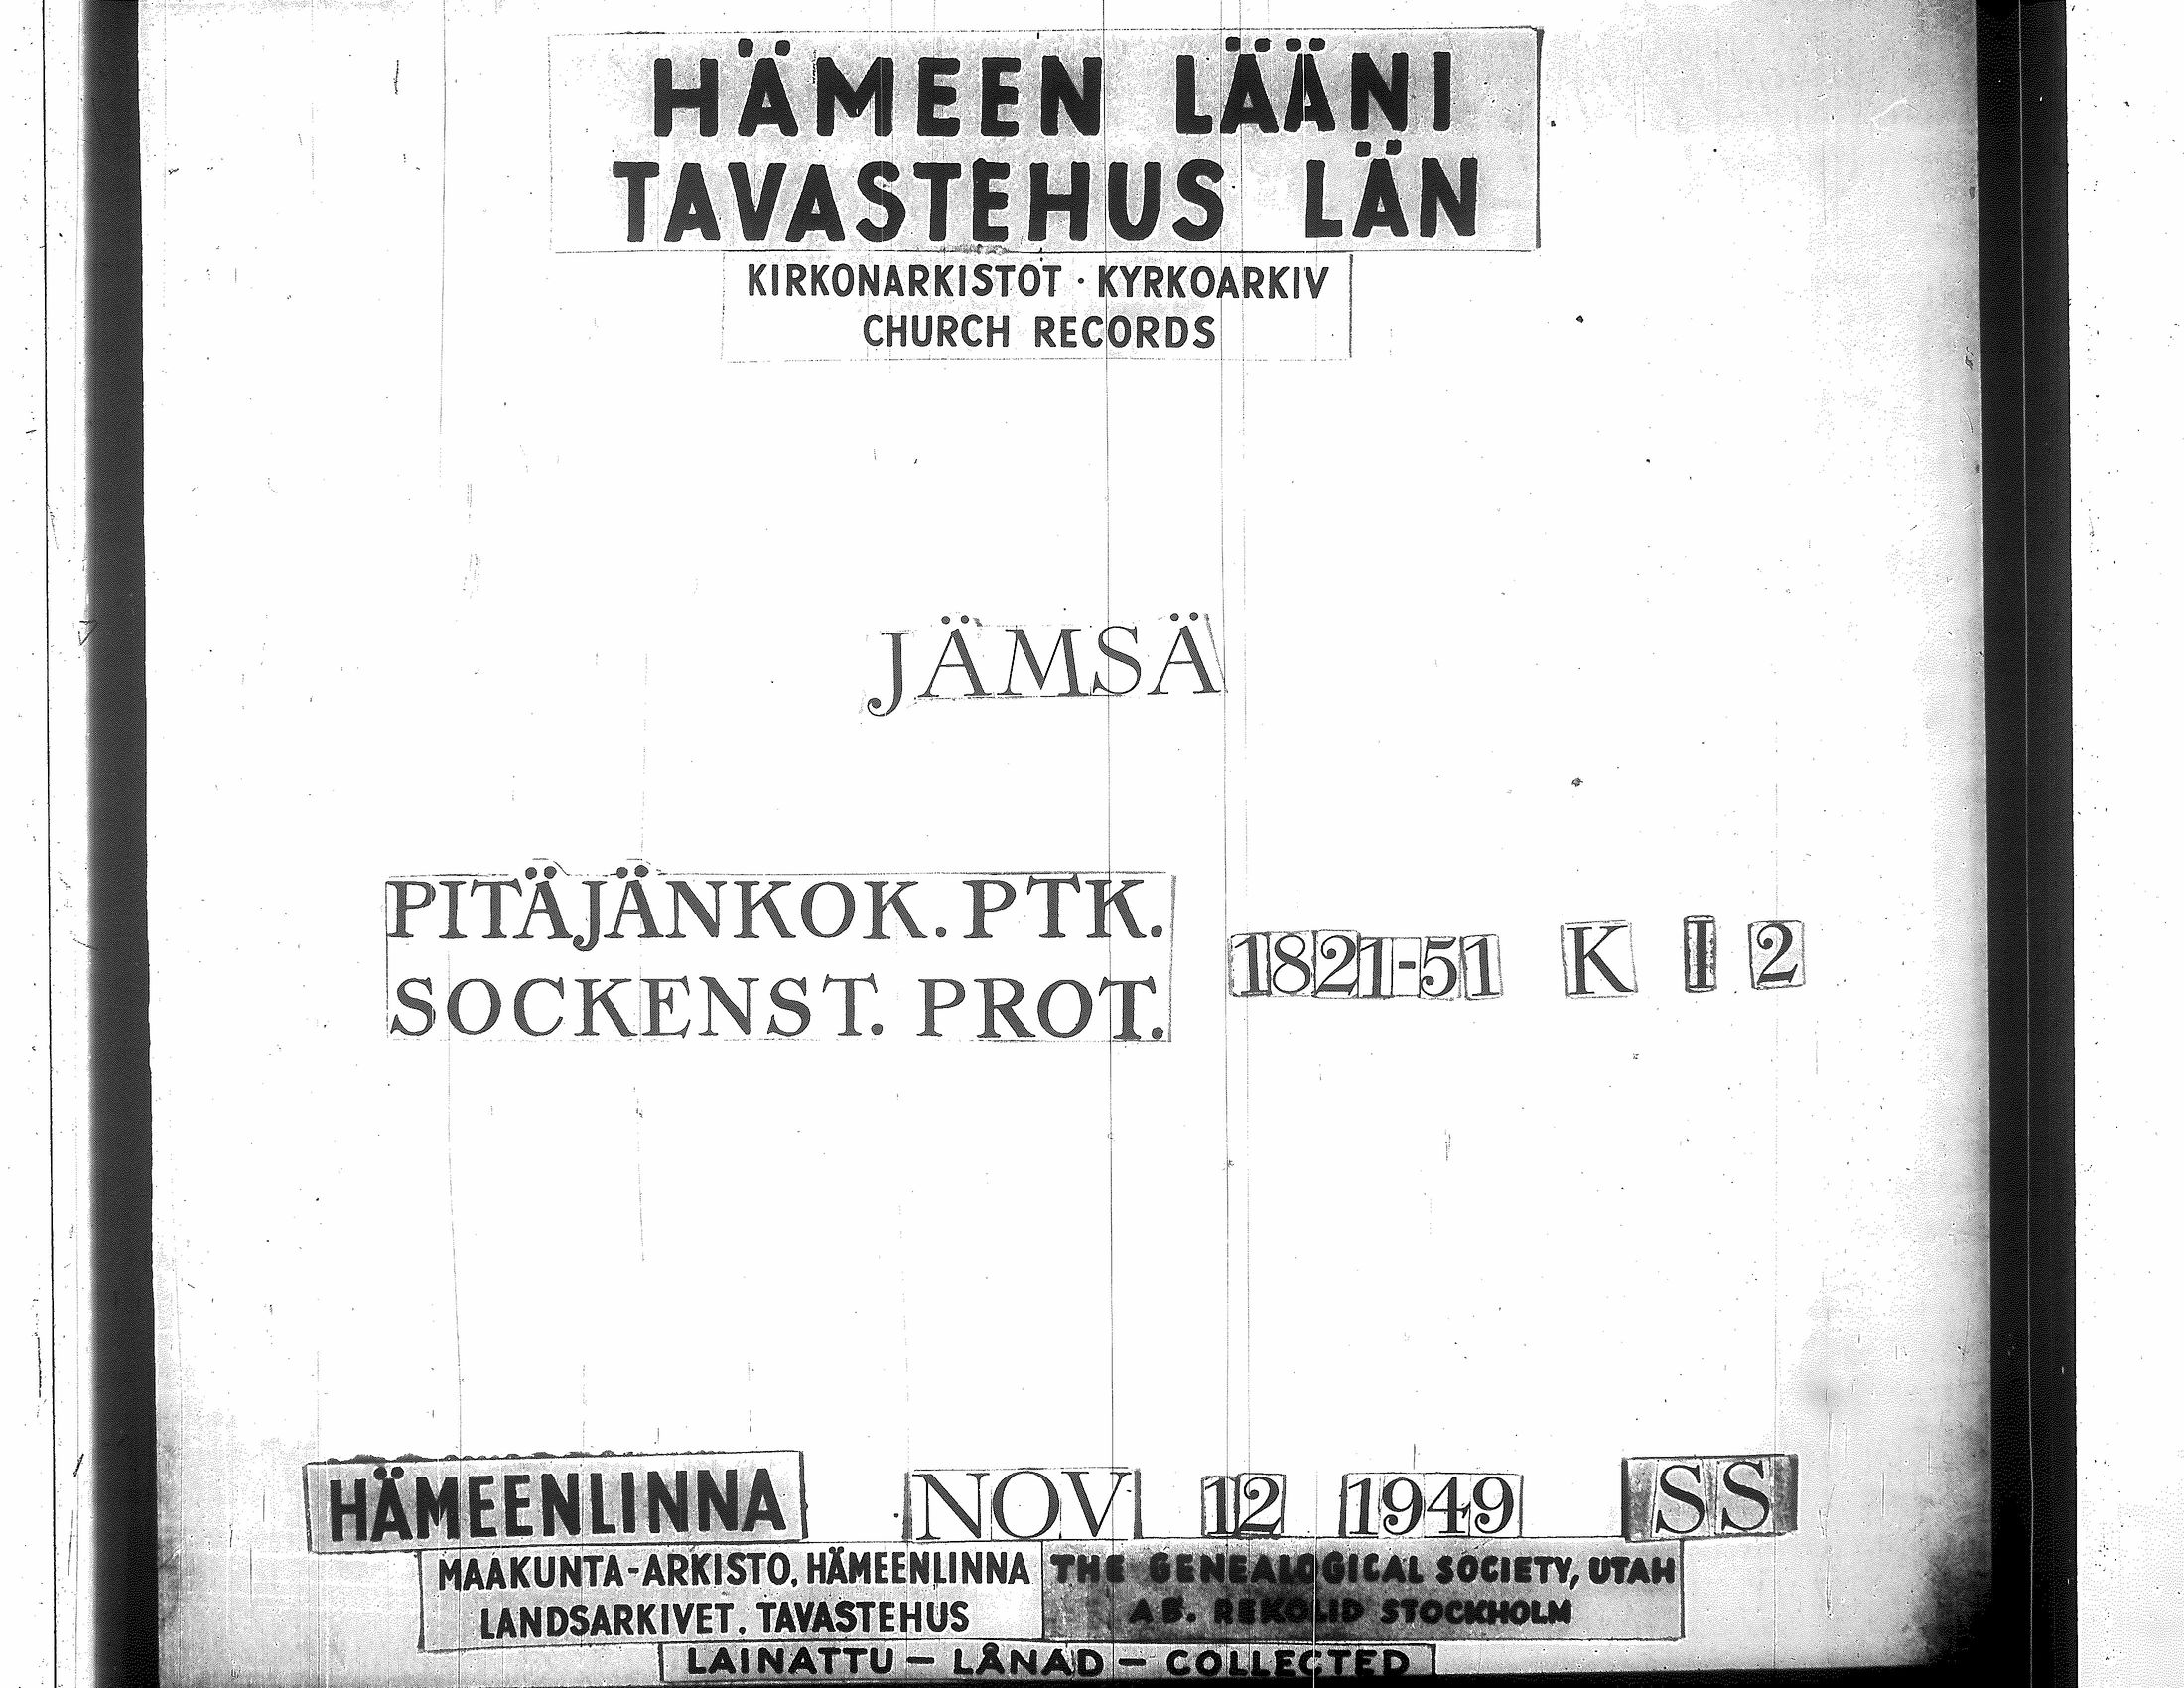 HÄMEEN LÄÄNI
TAVASTEHUS LÄN
KIRKONARKISTOT · KYRKOARKIV
CHURCH RECORDS
JÄMSÄ
PITÄJÄNKOK. PTK.
SOCKENST. PROT.
1821-51 K I 2
HÄMEENLINNA NOV 12 1949 SS
MAAKUNTA-ARKISTO, HÄMEENLINNA
LANDSARKIVET. TAVASTEHUS
THE GENEALOGICAL SOCIETY, UTAH
AB. REKOLID STOCKHOLM
LAINATTU — LÅNAD — COLLECTED